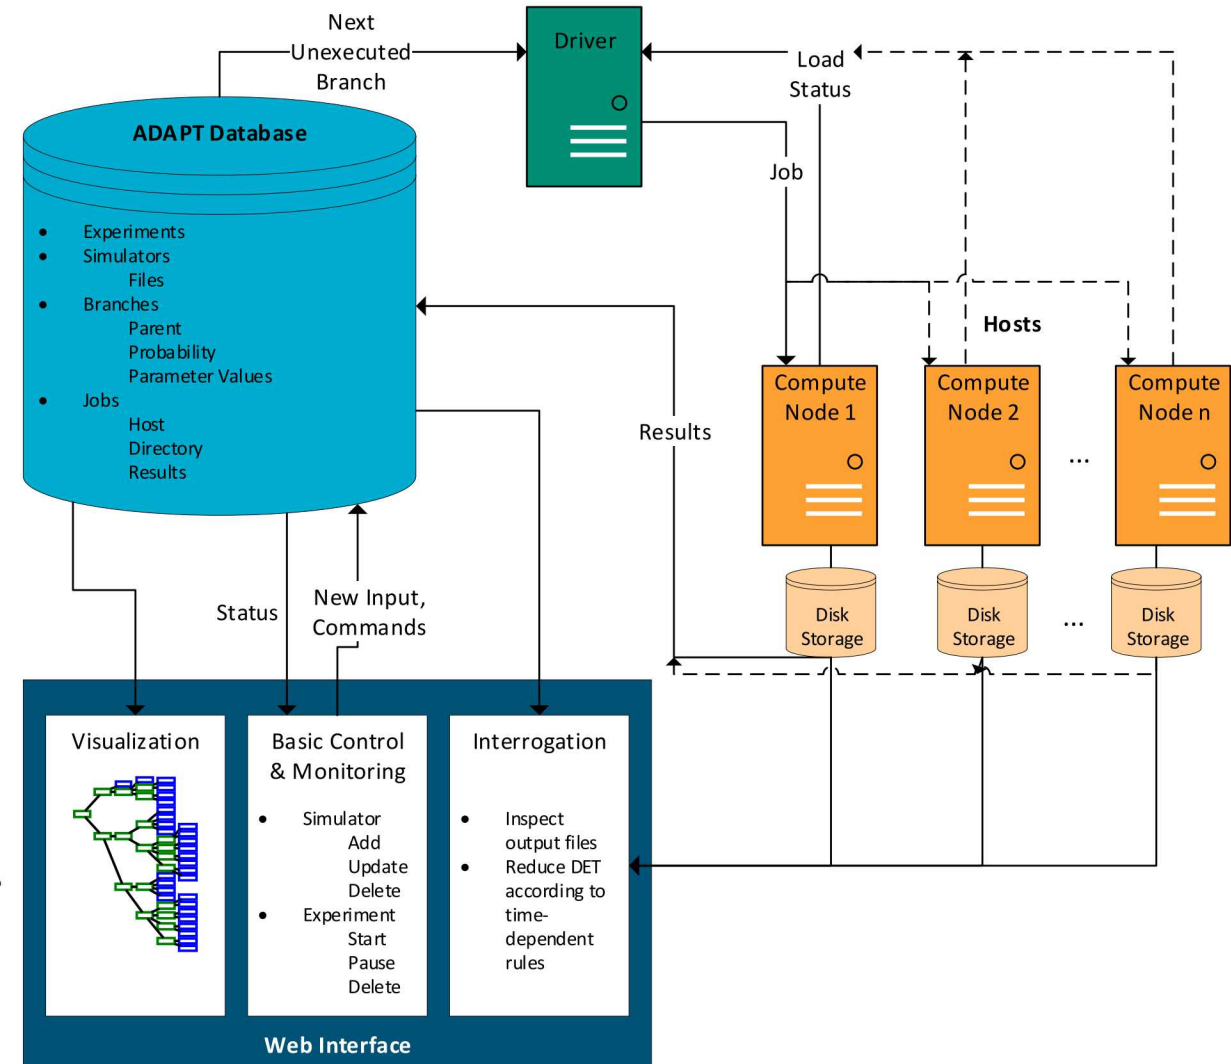 Next
Unexecuted
Branch
Driver
Load
Status
ADAPT Database
Job
• Experiments
• Simulators
Files
• Branches
Parent
Probability
Parameter Values
• Jobs
Host
Directory
Results
Hosts
Compute
Node 1
Compute
Node 2
Compute
Node n
...
Results
Disk
Storage
Disk
Storage
...
Disk
Storage
Status
New Input,
Commands
Visualization
Basic Control
& Monitoring
• Simulator
Add
Update
Delete
• Experiment
Start
Pause
Delete
Interrogation
• Inspect
output files
• Reduce DET
according to
time-
dependent
rules
Web Interface